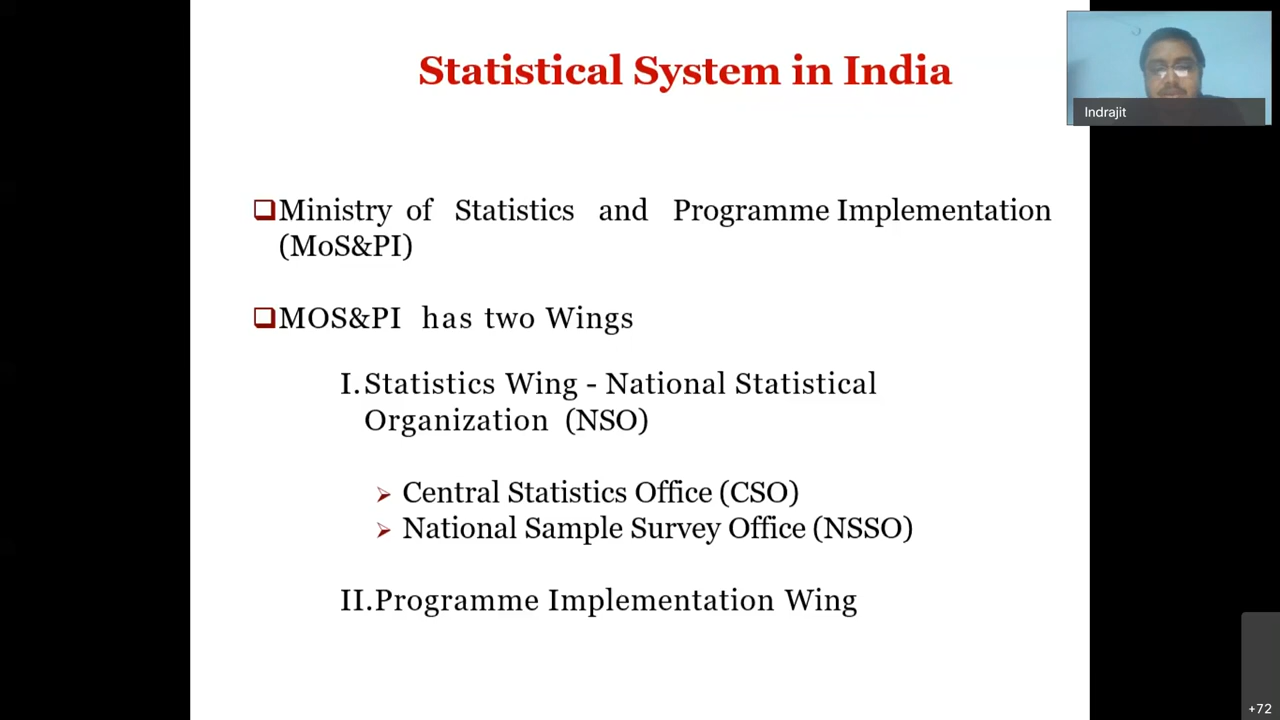 Statistical System in India
Indrajit
❑Ministry of Statistics and Programme Implementation
(MoS&PI)
❑MOS&PI has two Wings
I. Statistics Wing - National Statistical
Organization (NSO)
➢ Central Statistics Office (CSO)
➢ National Sample Survey Office (NSSO)
II.Programme Implementation Wing
+72